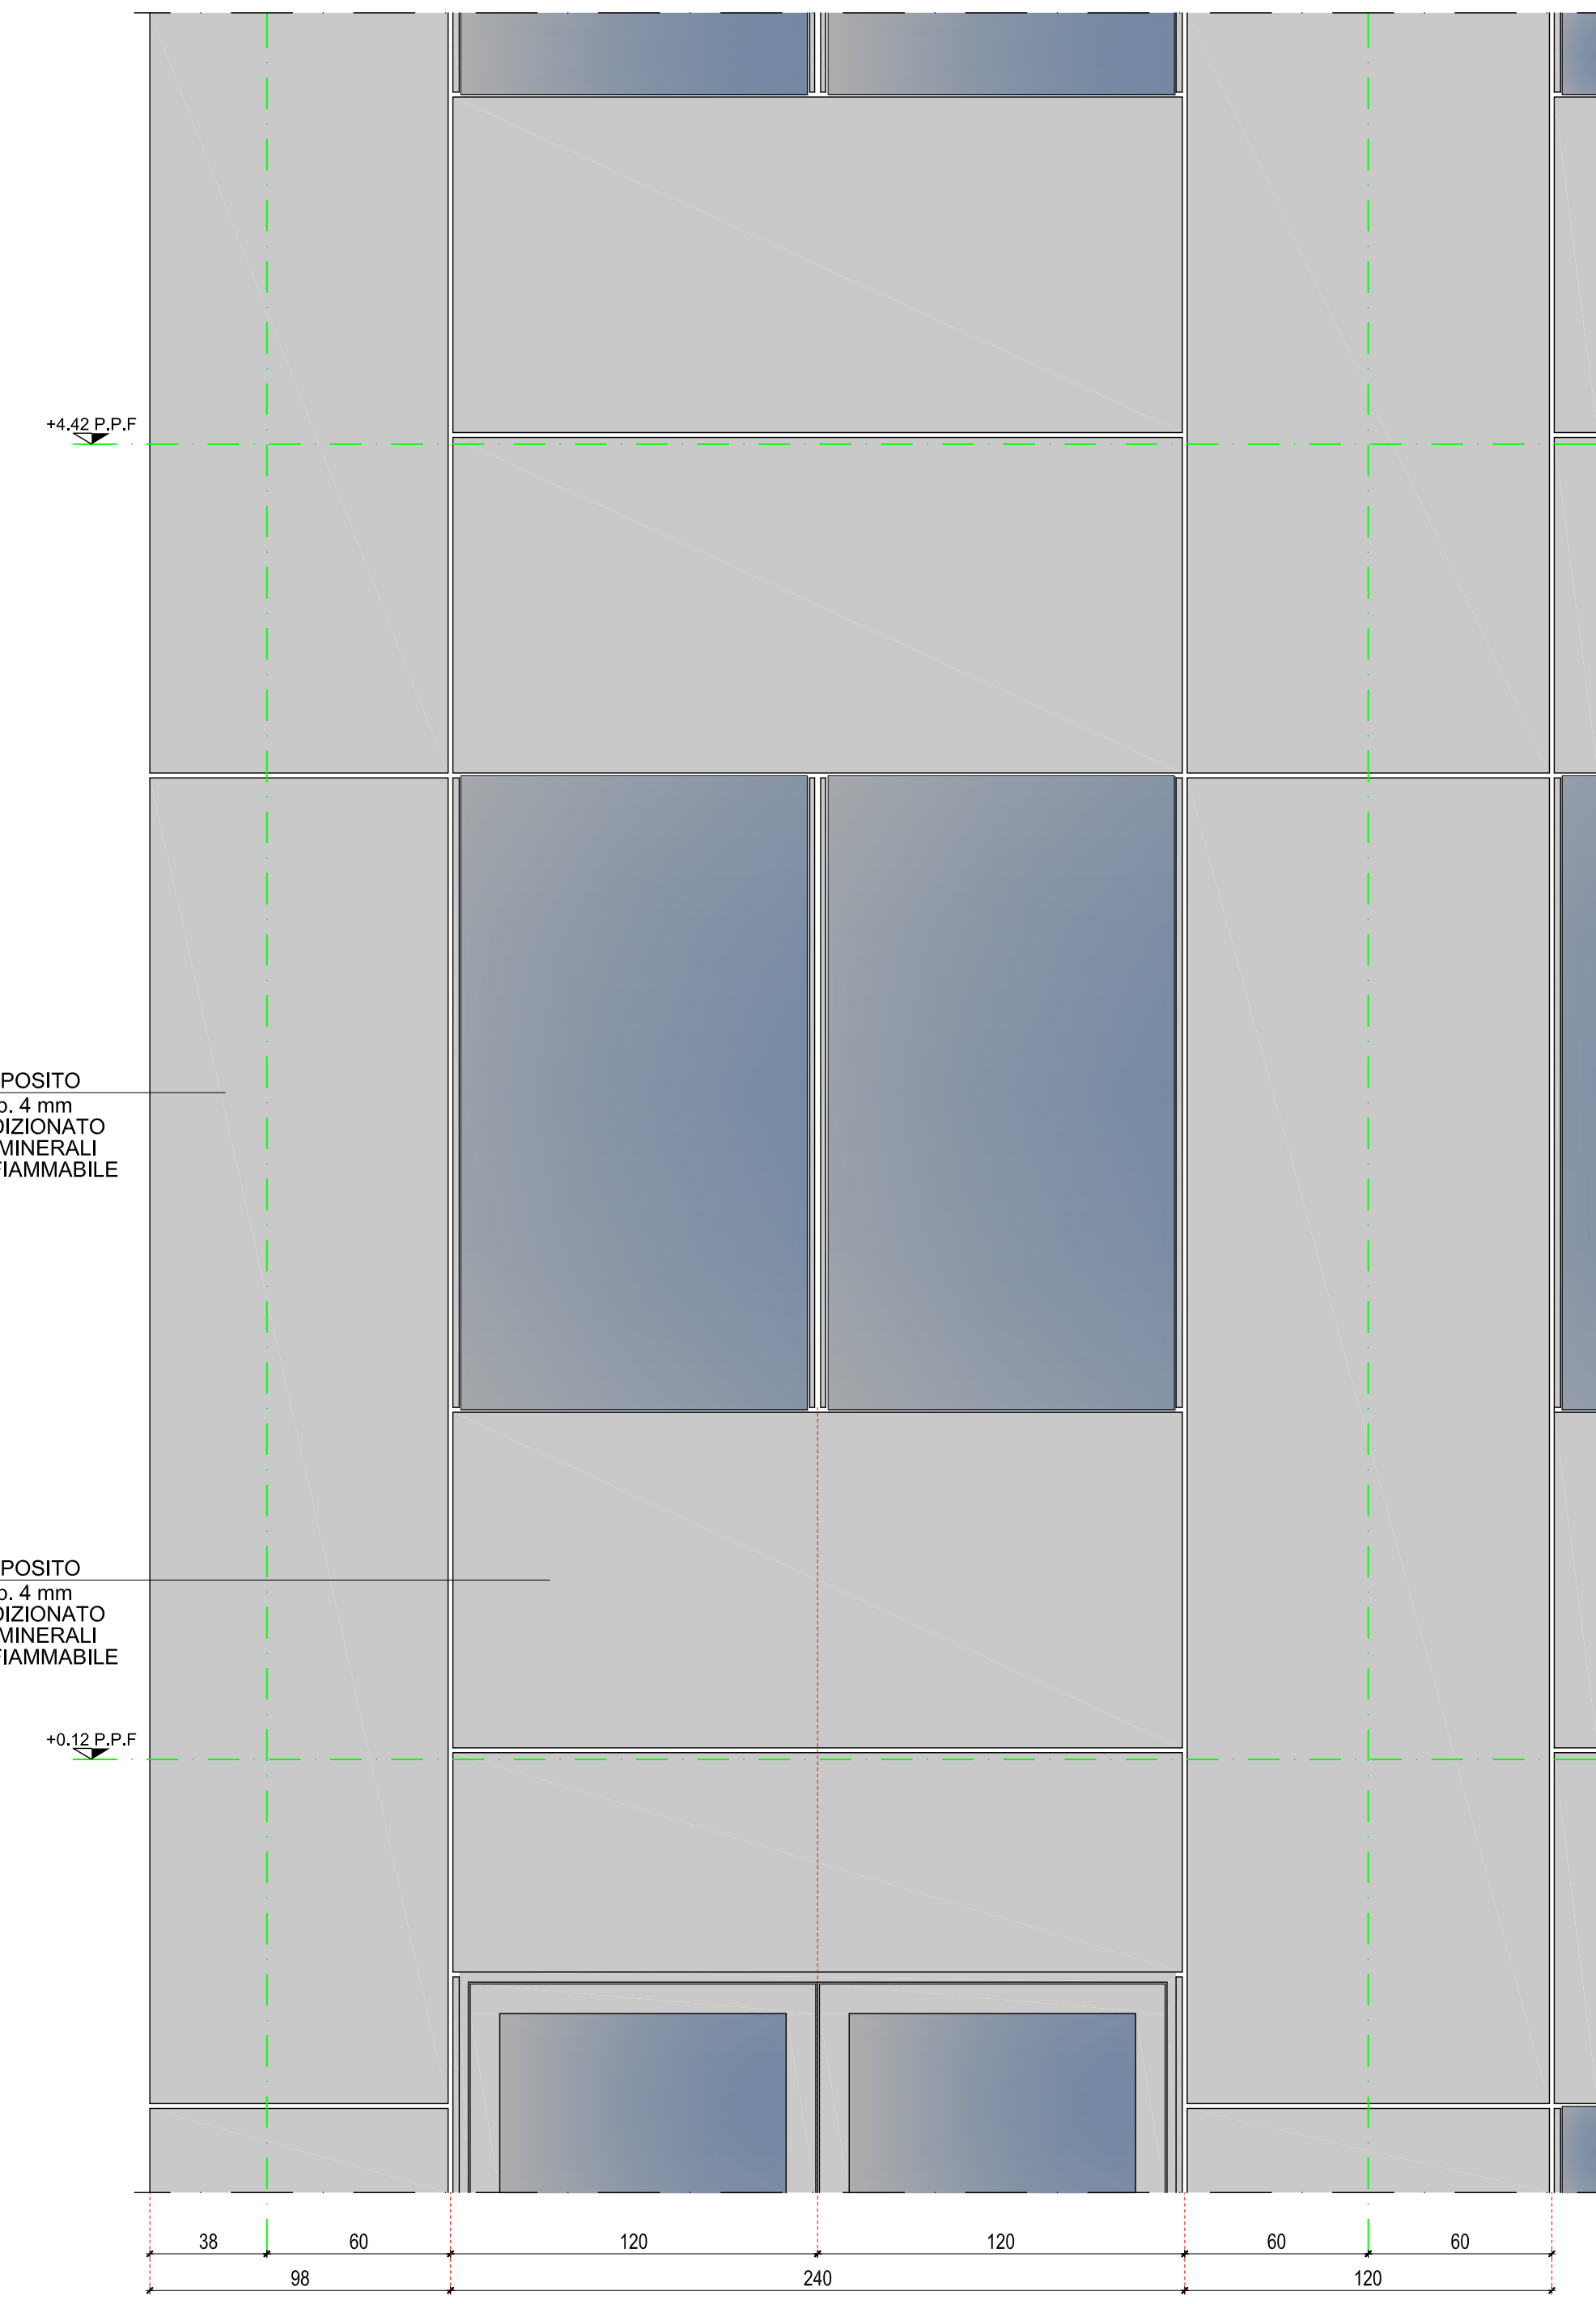 +4.42 P.P.F
POSITO
p. 4 mm
DIZIONATO
MINERALI
FIAMMABILE
POSITO
p. 4 mm
DIZIONATO
MINERALI
FIAMMABILE
+0.12 P.P.F
38 60 120 120 60 60
98 240 120